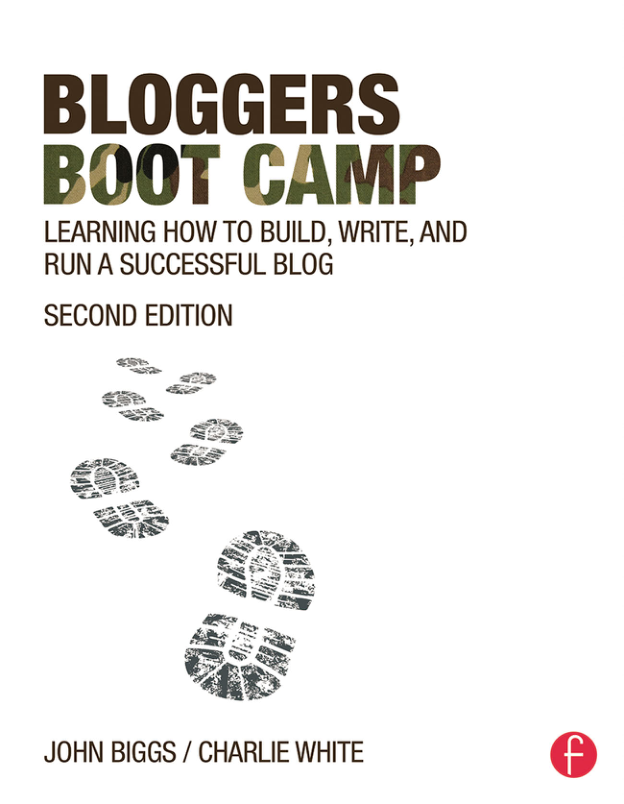 BLOGGERS
BOOT CAMP
LEARNING HOW TO BUILD, WRITE, AND
RUN A SUCCESSFUL BLOG
SECOND EDITION
JOHN BIGGS / CHARLIE WHITE
f